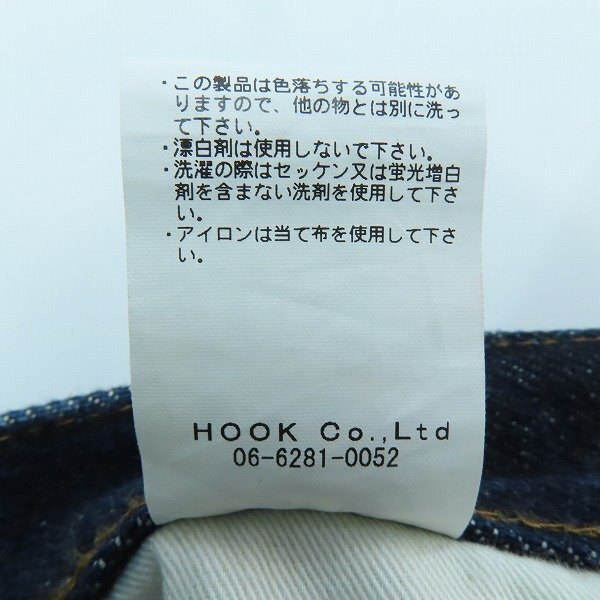 ・この製品は色落ちする可能性があ
りますので、他の物とは別に洗っ
て下さい。
・漂白剤は使用しないで下さい。
・洗濯の際はセッケン又は蛍光増白
剤を含まない洗剤を使用して下さ
い。
・アイロンは当て布を使用して下さ
い。
HOOK Co.,Ltd
06-6281-0052